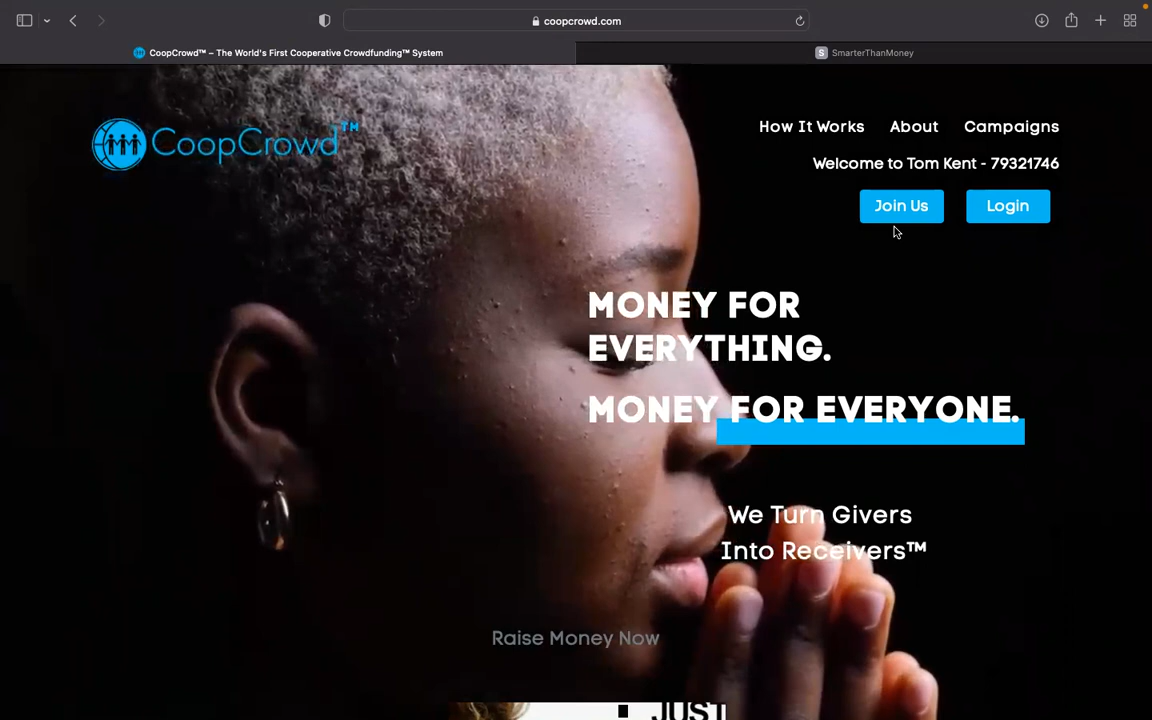 coopcrowd.com
CoopCrowd™ – The World's First Cooperative Crowdfunding™ System
S SmarterThanMoney
CoopCrowd™
How It Works About Campaigns
Welcome to Tom Kent - 79321746
Join Us Login
MONEY FOR
EVERYTHING.
MONEY FOR EVERYONE.
We Turn Givers
Into Receivers™
Raise Money Now
JUST